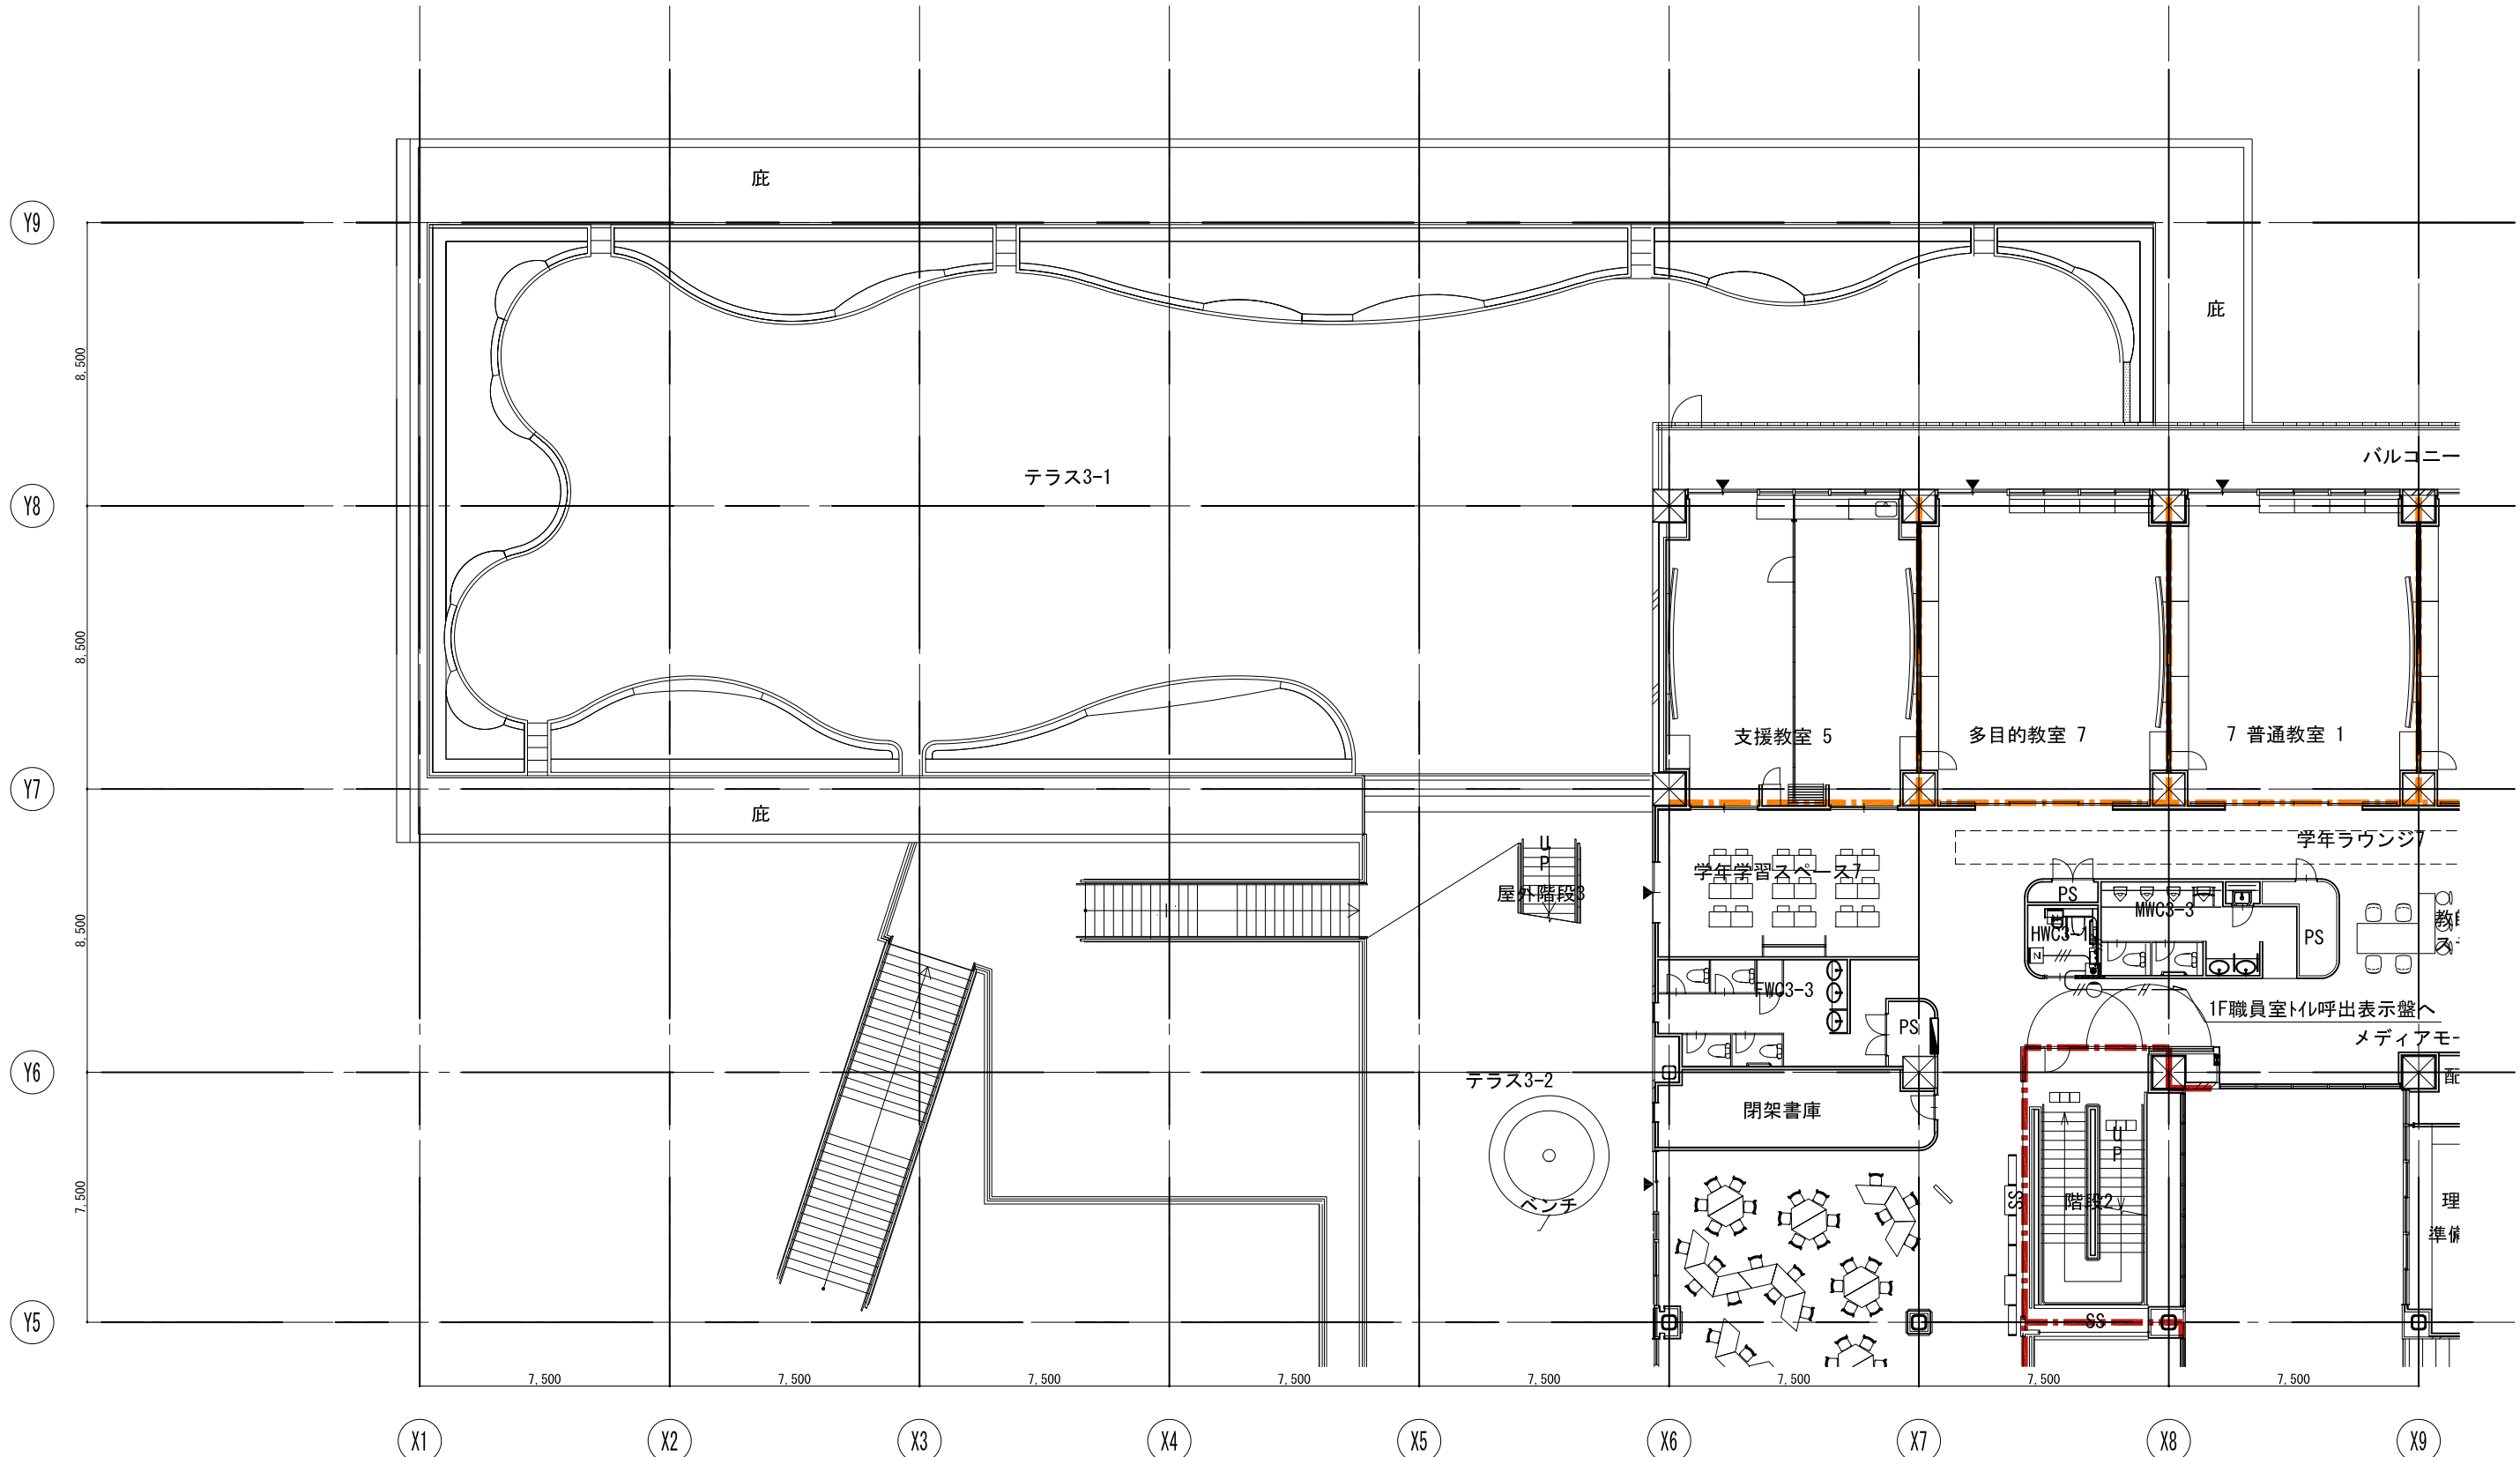 庇
Y9
庇
8,500
バルコニー
テラス3-1
Y8
8,500
支援教室 5
多目的教室 7
7 普通教室 1
Y7
庇
学年ラウンジ7
UP
学年学習スペース7
屋外階段3
PS
MWC3-3
HWC3-1
PS
8,500
FWC3-3
1F職員室トイレ呼出表示盤へ
PS
メディアモー
テラス3-2
Y6
配
閉架書庫
UP
7,500
ベンチ
SS
階段2
理
準備
SS
Y5
7,500
7,500
7,500
7,500
7,500
7,500
7,500
7,500
X1
X2
X3
X4
X5
X6
X7
X8
X9